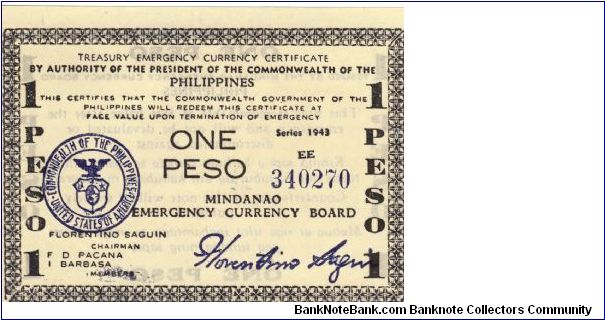 TREASURY EMERGENCY CURRENCY CERTIFICATE
BY AUTHORITY OF THE PRESIDENT OF THE COMMONWEALTH OF THE
PHILIPPINES
THIS CERTIFIES THAT THE COMMONWEALTH GOVERNMENT OF THE
PHILIPPINES WILL REDEEM THIS CERTIFICATE AT
FACE VALUE UPON TERMINATION OF EMERGENCY
1 PESO 1
ONE
PESO
Series 1943
EE
340270
1 PESO 1
COMMONWEALTH OF THE PHILIPPINES
UNITED STATES OF AMERICA
MINDANAO
EMERGENCY CURRENCY BOARD
FLORENTINO SAGUIN
CHAIRMAN
F D PACANA
I BARBASA
MEMBERS
Florentino Saguin
BankNoteBank.com Banknote Collectors Community